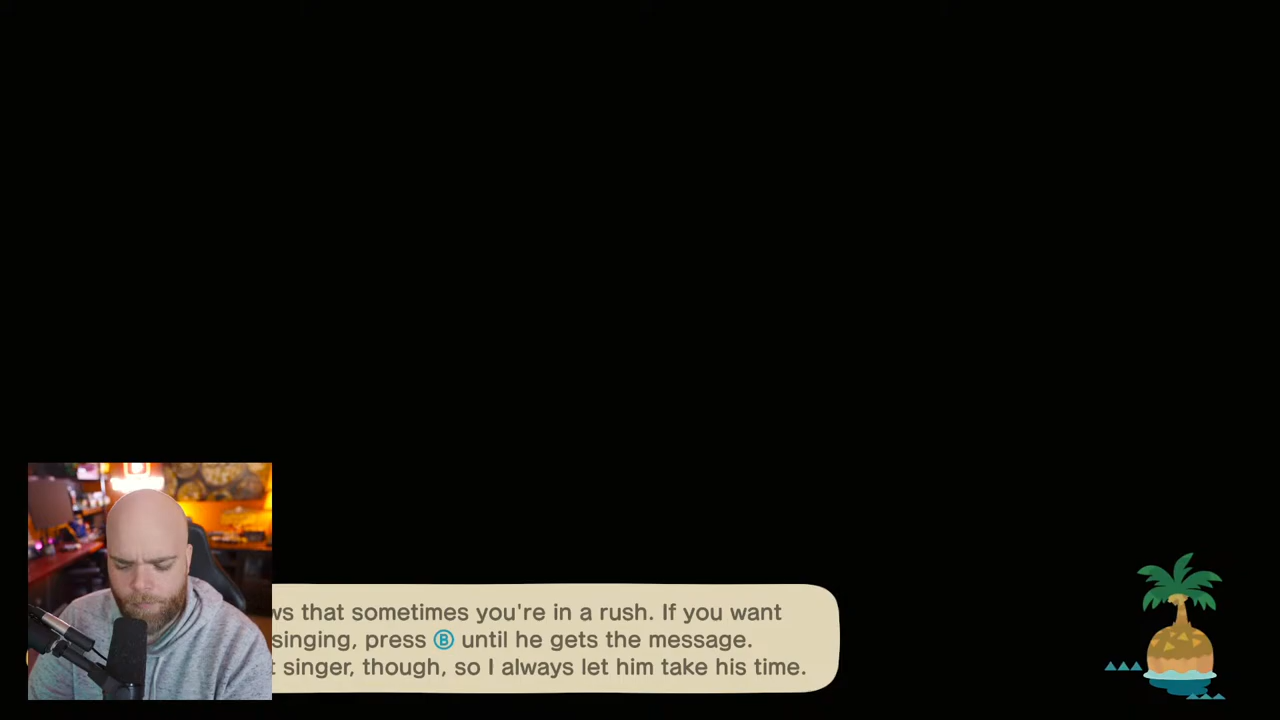 that sometimes you're in a rush. If you want
singing, press B until he gets the message.
singer, though, so I always let him take his time.